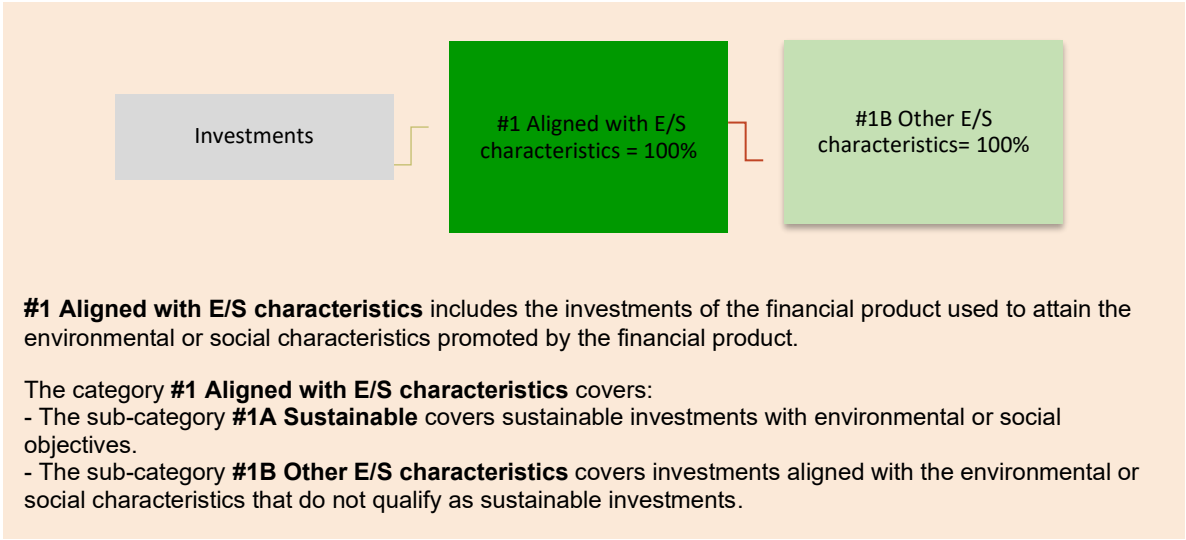 Investments
#1 Aligned with E/S
characteristics = 100%
#1B Other E/S
characteristics= 100%
#1 Aligned with E/S characteristics includes the investments of the financial product used to attain the
environmental or social characteristics promoted by the financial product.
The category #1 Aligned with E/S characteristics covers:
- The sub-category #1A Sustainable covers sustainable investments with environmental or social
objectives.
- The sub-category #1B Other E/S characteristics covers investments aligned with the environmental or
social characteristics that do not qualify as sustainable investments.